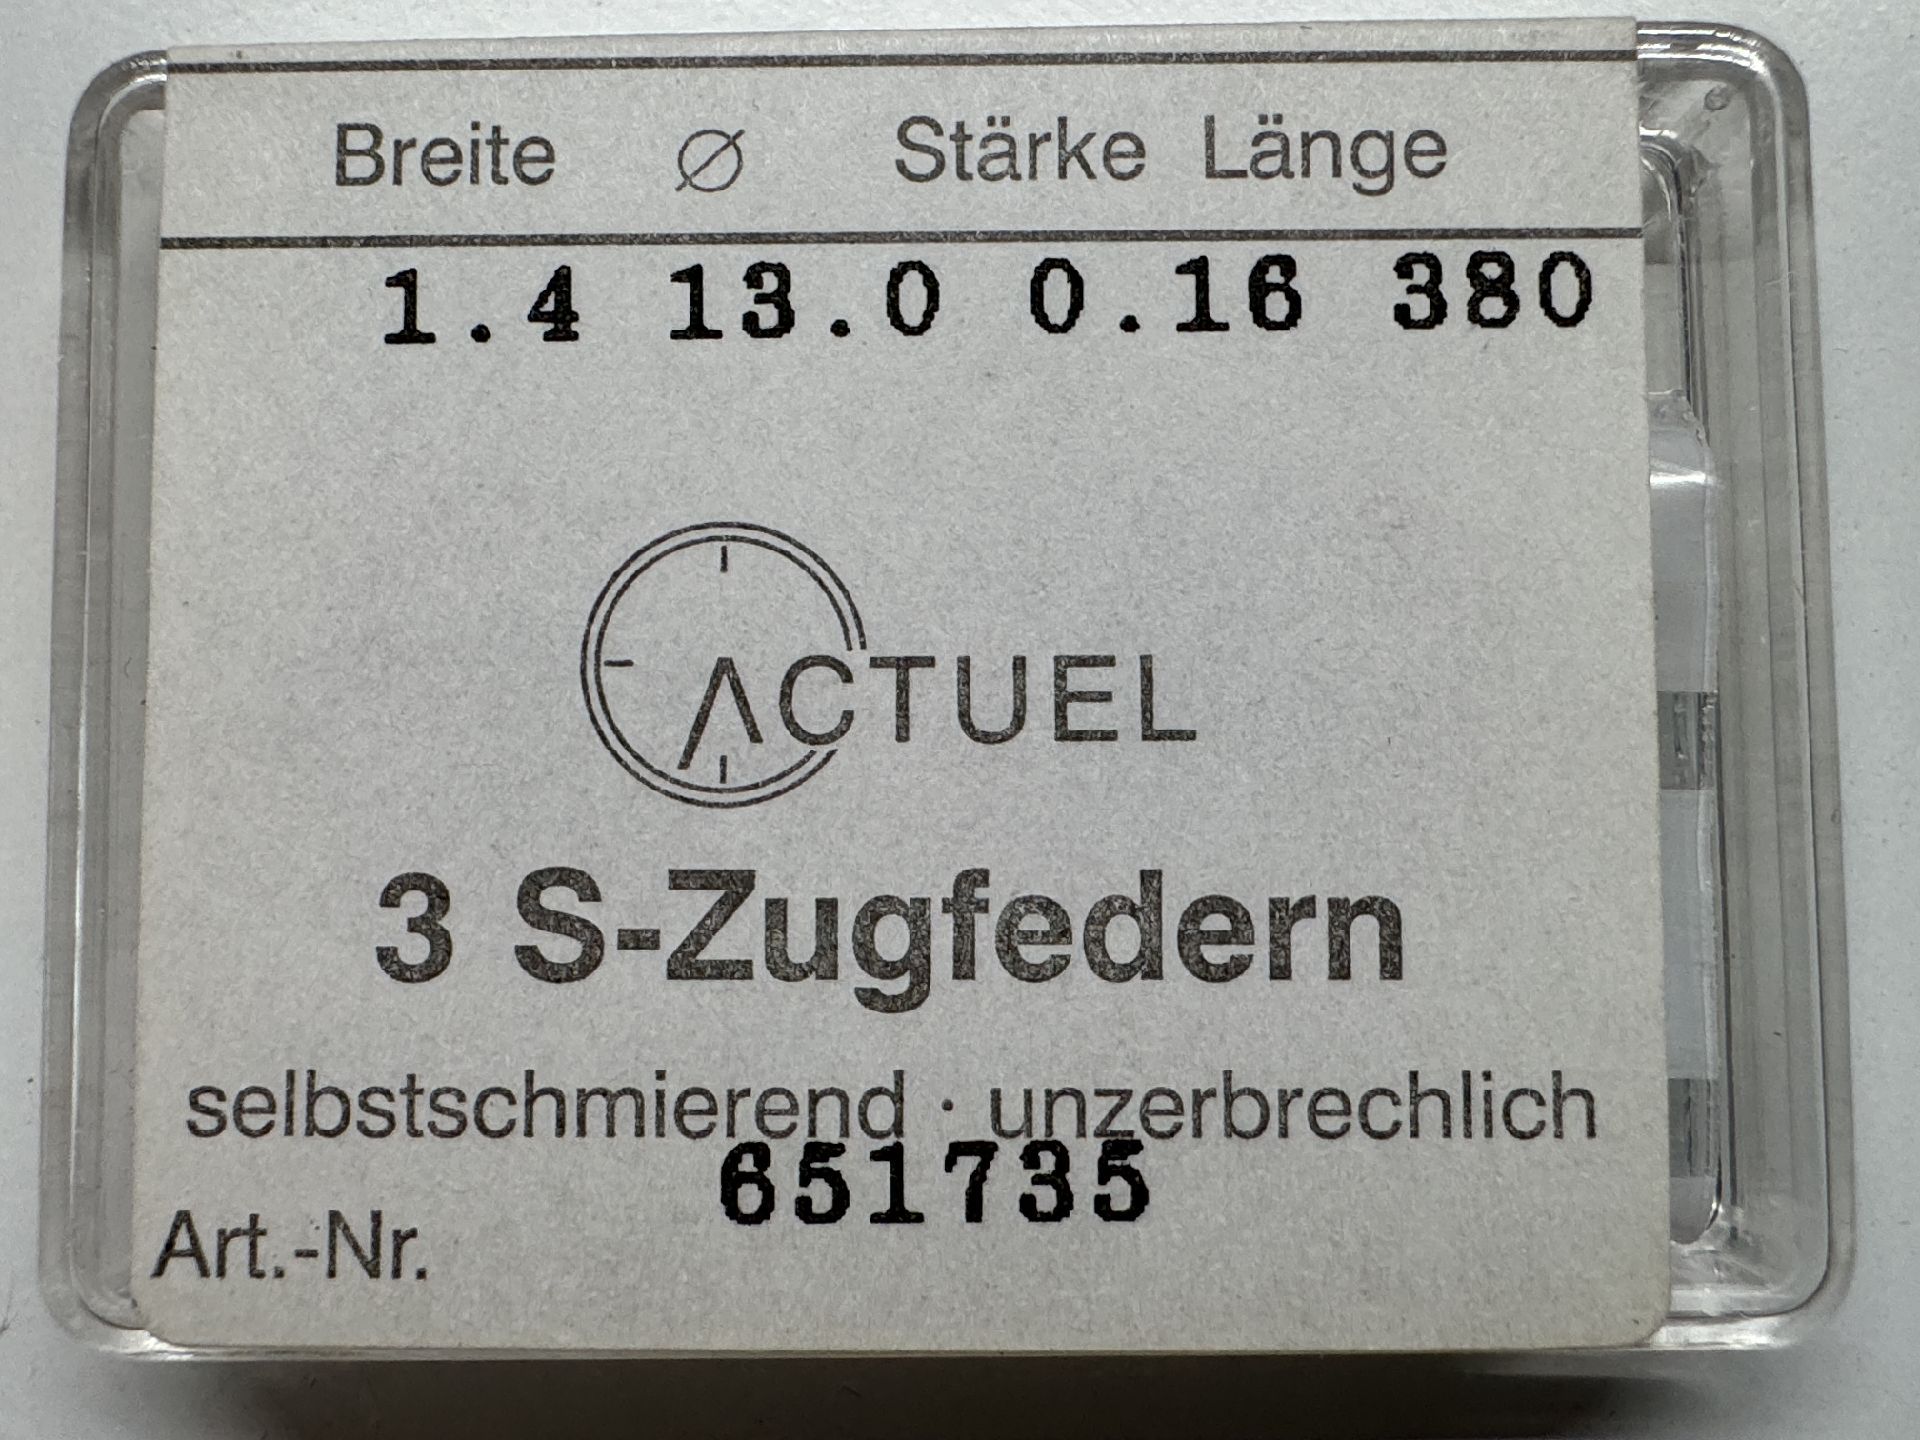 Breite Ø Stärke Länge
1.4 13.0 0.16 380
ACTUEL
3 S-Zugfedern
selbstschmierend · unzerbrechlich
651735
Art.-Nr.